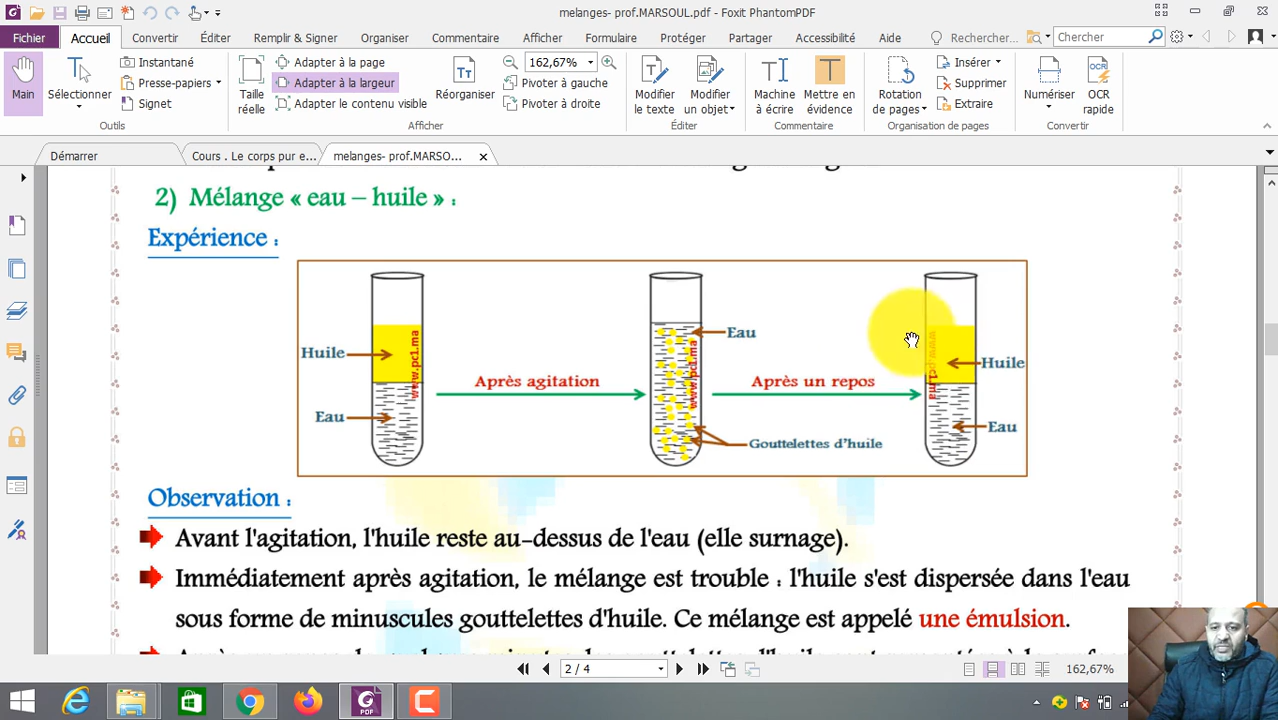 melanges- prof.MARSOUL.pdf - Foxit PhantomPDF
Fichier Accueil Convertir Éditer Remplir & Signer Organiser Commentaire Afficher Formulaire Protéger Partager Accessibilité Aide Rechercher... Chercher
Main
Sélectionner
Instantané
Presse-papiers
Signet
Outils
Taille réelle
Adapter à la page
Adapter à la largeur
Adapter le contenu visible
Réorganiser
162,67%
Pivoter à gauche
Pivoter à droite
Afficher
Modifier le texte
Modifier un objet
Éditer
Machine à écrire
Mettre en évidence
Commentaire
Rotation de pages
Insérer
Supprimer
Extraire
Organisation de pages
Numériser
OCR rapide
Convertir
Démarrer
Cours . Le corps pur e...
melanges- prof.MARSO...
2) Mélange « eau – huile » :
Expérience :
Huile
Eau
www.pc1.ma
Après agitation
Eau
www.pc1.ma
Gouttelettes d'huile
Après un repos
www.pc1.ma
Huile
Eau
Observation :
Avant l'agitation, l'huile reste au-dessus de l'eau (elle surnage).
Immédiatement après agitation, le mélange est trouble : l'huile s'est dispersée dans l'eau
sous forme de minuscules gouttelettes d'huile. Ce mélange est appelé une émulsion.
2 / 4
162,67%
PDF